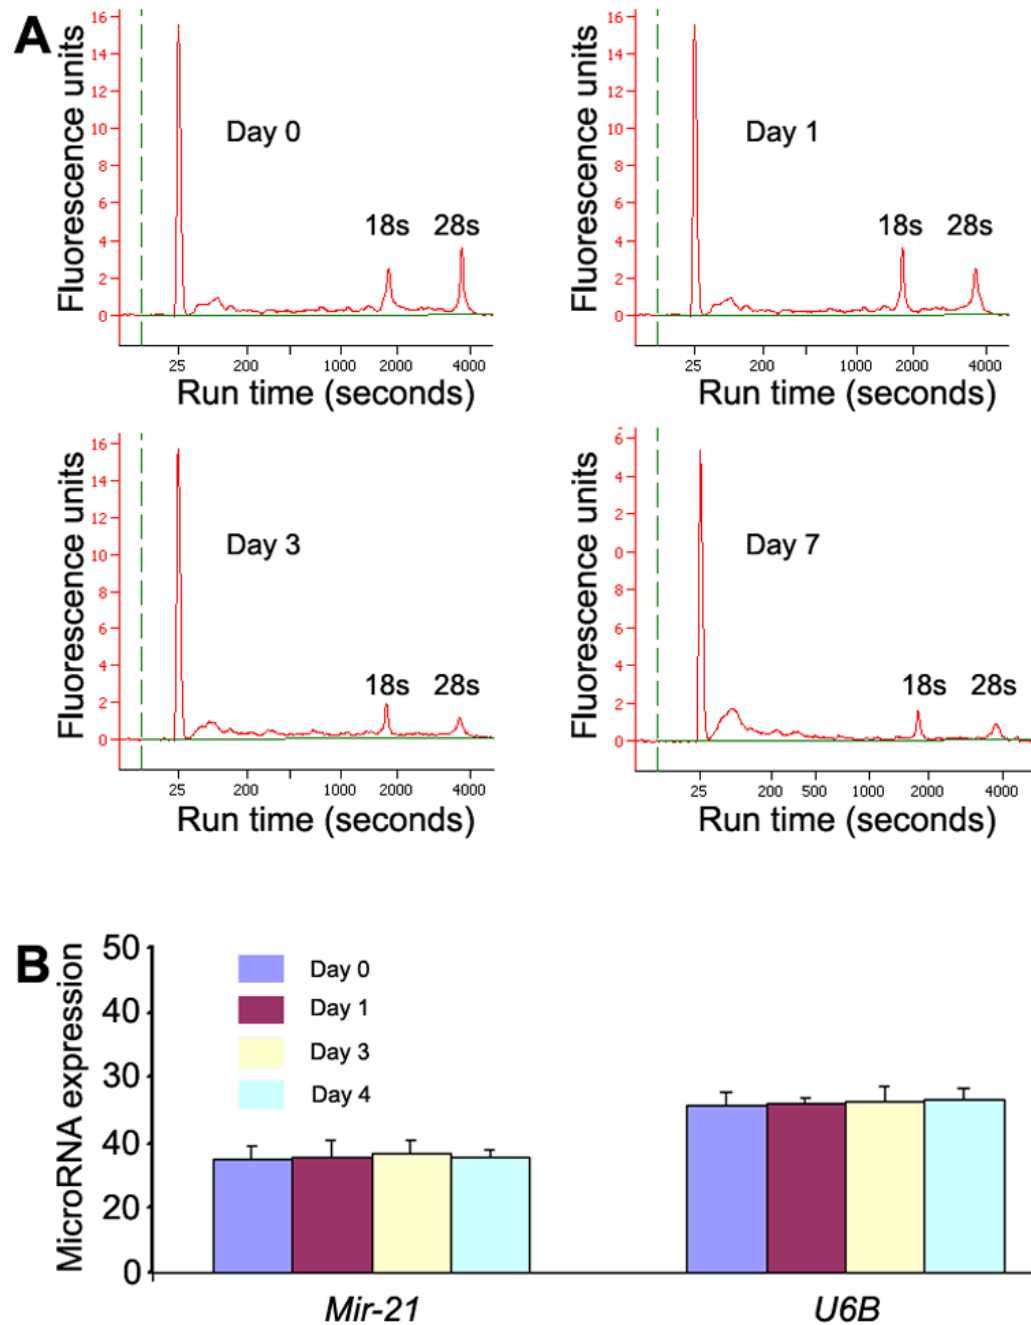 A
Fluorescence units
16
14
12
10
8
6
4
2
0
Day 0
18s 28s
25 200 1000 2000 4000
Run time (seconds)
Fluorescence units
16
14
12
10
8
6
4
2
0
Day 1
18s 28s
25 200 1000 2000 4000
Run time (seconds)
Fluorescence units
16
14
12
10
8
6
4
2
0
Day 3
18s 28s
25 200 1000 2000 4000
Run time (seconds)
Fluorescence units
6
4
2
0
8
6
4
2
0
Day 7
18s 28s
25 200 500 1000 2000 4000
Run time (seconds)
B
MicroRNA expression
50
40
30
40
20
0
Day 0
Day 1
Day 3
Day 4
Mir-21 U6B